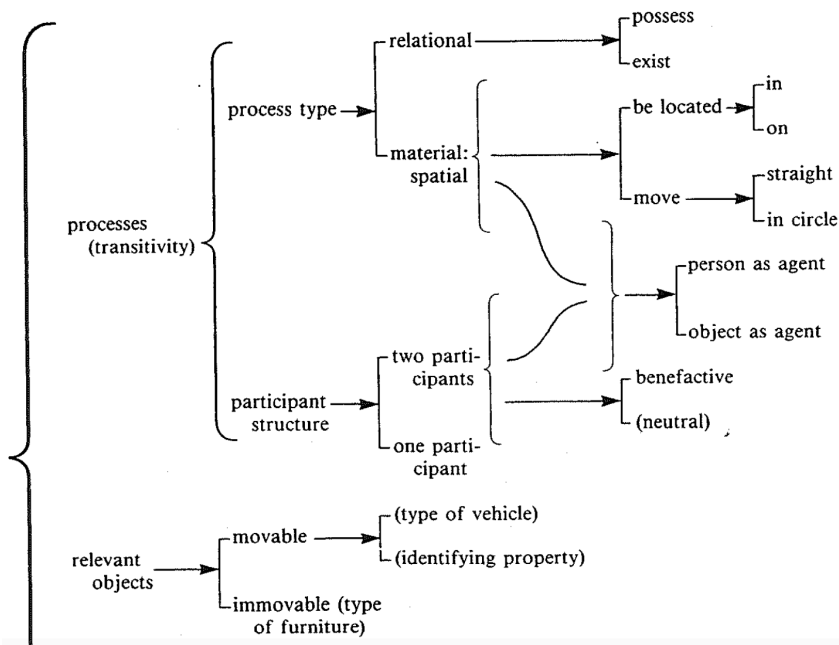 relational
possess
exist
process type
material:
spatial
be located
in
on
move
straight
in circle
processes
(transitivity)
person as agent
object as agent
two parti-
cipants
benefactive
(neutral)
participant
structure
one parti-
cipant
relevant
objects
movable
(type of vehicle)
(identifying property)
immovable (type
of furniture)